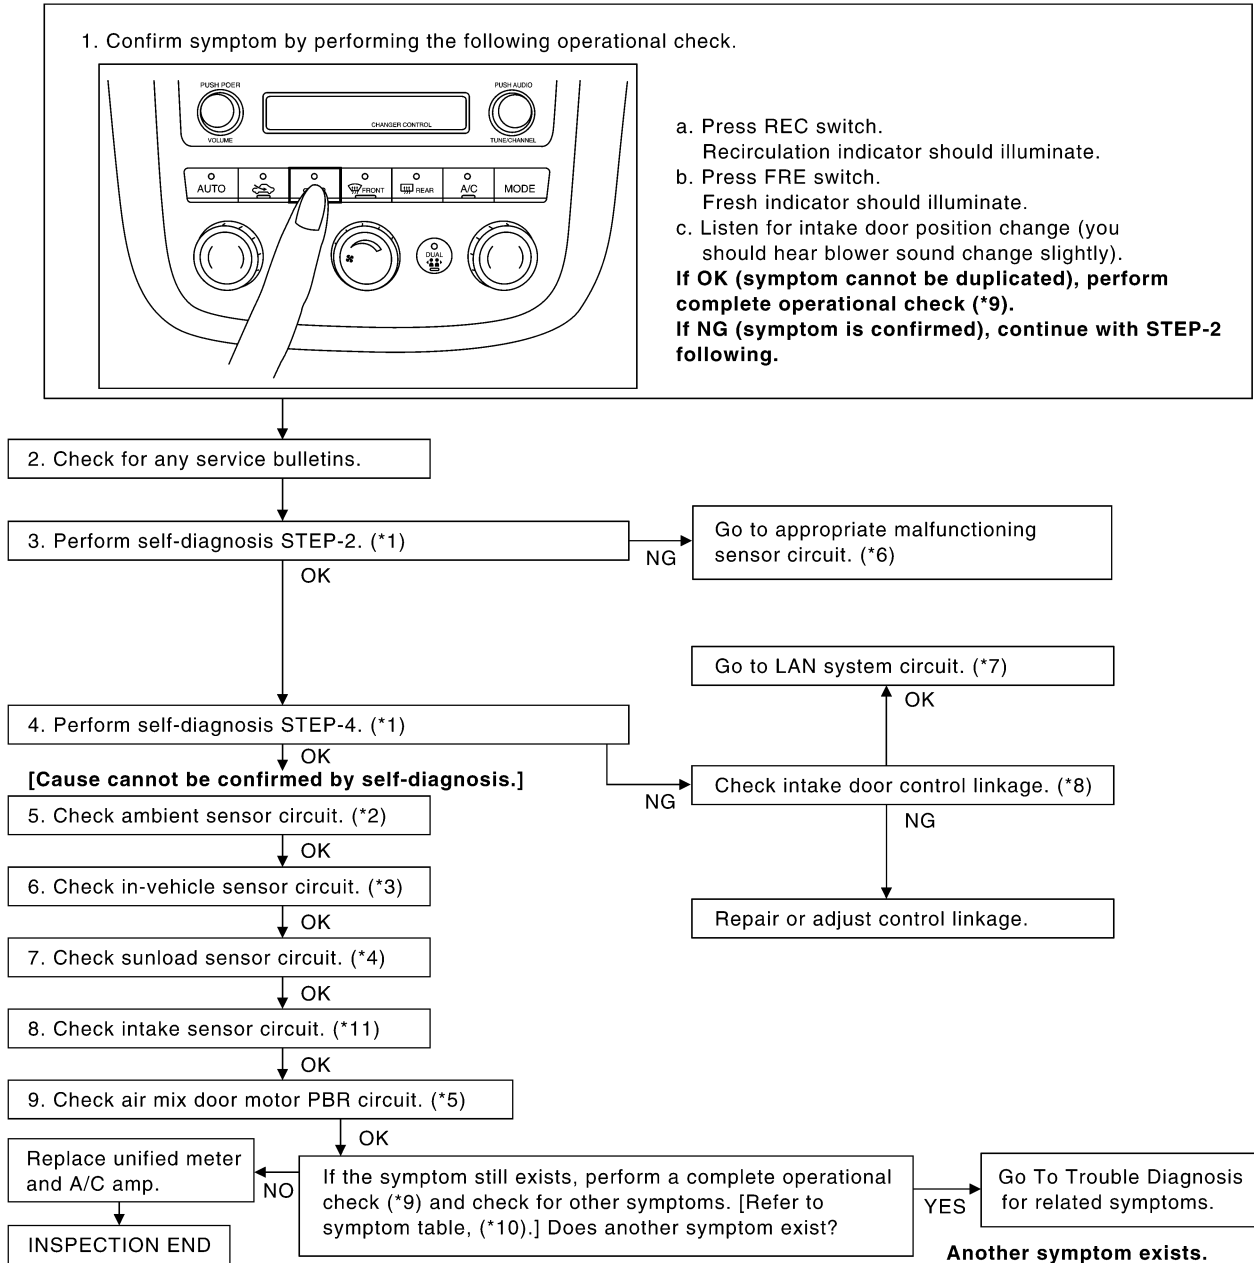 1. Confirm symptom by performing the following operational check.
PUSH POER
VOLUME
CHANGER CONTROL
PUSH AUDIO
TUNE/CHANNEL
AUTO
FRONT
REAR
A/C
MODE
DUAL
a. Press REC switch.
Recirculation indicator should illuminate.
b. Press FRE switch.
Fresh indicator should illuminate.
c. Listen for intake door position change (you
should hear blower sound change slightly).
If OK (symptom cannot be duplicated), perform
complete operational check (*9).
If NG (symptom is confirmed), continue with STEP-2
following.
2. Check for any service bulletins.
3. Perform self-diagnosis STEP-2. (*1)
NG
Go to appropriate malfunctioning
sensor circuit. (*6)
OK
Go to LAN system circuit. (*7)
OK
4. Perform self-diagnosis STEP-4. (*1)
OK
[Cause cannot be confirmed by self-diagnosis.]
NG
Check intake door control linkage. (*8)
NG
Repair or adjust control linkage.
5. Check ambient sensor circuit. (*2)
OK
6. Check in-vehicle sensor circuit. (*3)
OK
7. Check sunload sensor circuit. (*4)
OK
8. Check intake sensor circuit. (*11)
OK
9. Check air mix door motor PBR circuit. (*5)
OK
Replace unified meter
and A/C amp.
NO
If the symptom still exists, perform a complete operational
check (*9) and check for other symptoms. [Refer to
symptom table, (*10).] Does another symptom exist?
YES
Go To Trouble Diagnosis
for related symptoms.
INSPECTION END
Another symptom exists.